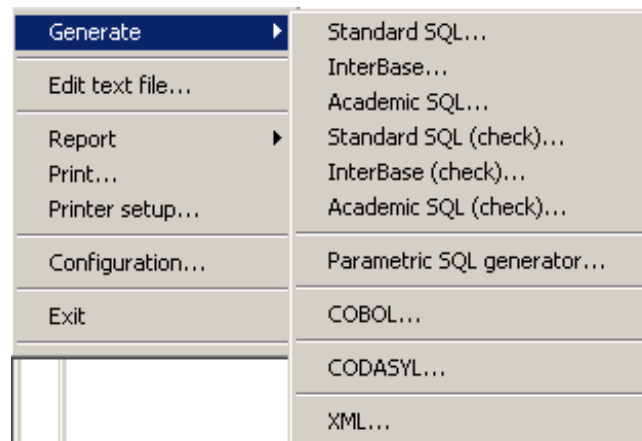 Generate
Edit text file...
Report
Print...
Printer setup...
Configuration...
Exit
Standard SQL...
InterBase...
Academic SQL...
Standard SQL (check)...
InterBase (check)...
Academic SQL (check)...
Parametric SQL generator...
COBOL...
CODASYL...
XML...